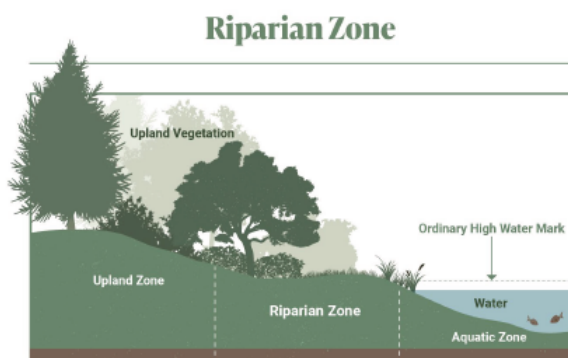 Riparian Zone
Upland Vegetation
Ordinary High Water Mark
Upland Zone
Riparian Zone
Water
Aquatic Zone